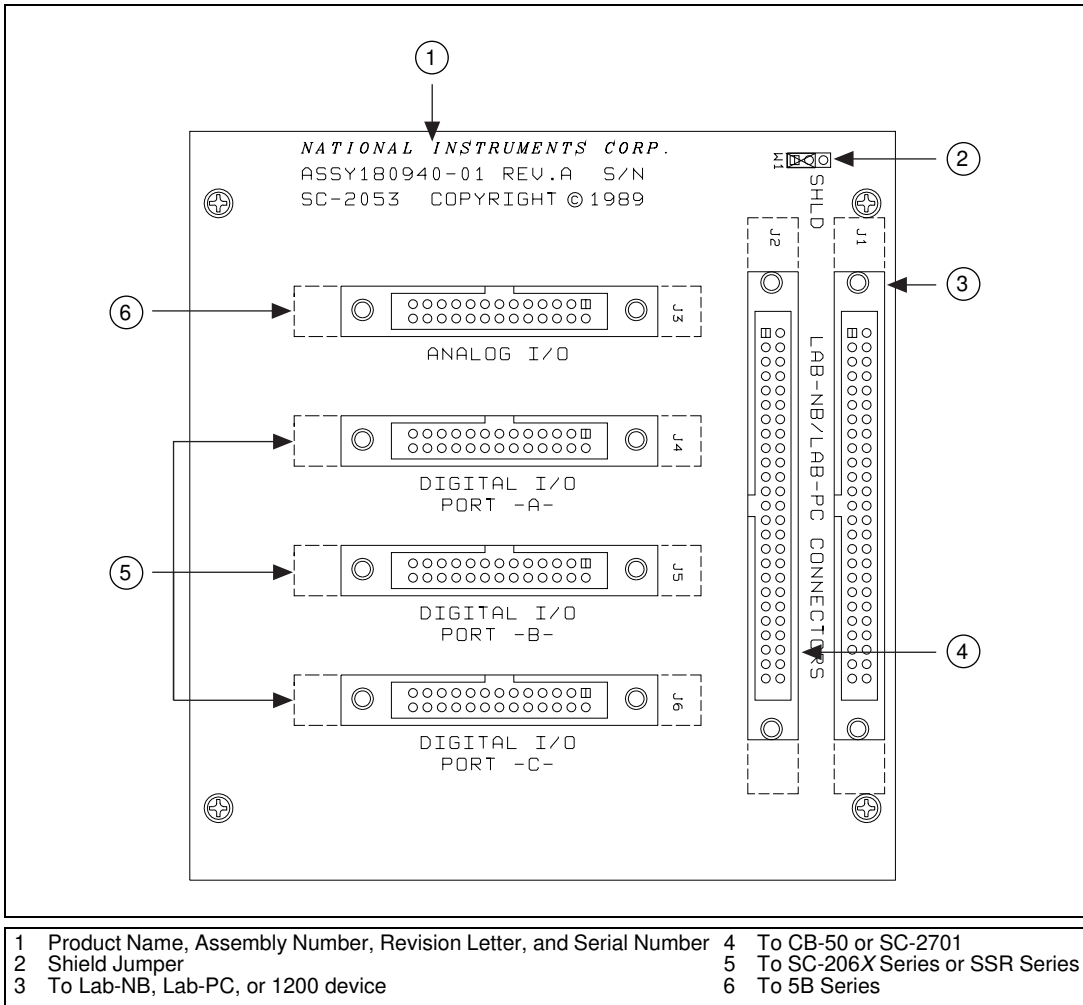 1
NATIONAL INSTRUMENTS CORP.
ASSY180940-01 REV.A S/N
SC-2053 COPYRIGHT © 1989
W1
2
SHLD
J2
J1
3
6
J3
ANALOG I/O
LAB-NB/LAB-PC CONNECTORS
J4
DIGITAL I/O
PORT -A-
5
J5
DIGITAL I/O
PORT -B-
4
J6
DIGITAL I/O
PORT -C-
1 Product Name, Assembly Number, Revision Letter, and Serial Number
2 Shield Jumper
3 To Lab-NB, Lab-PC, or 1200 device
4 To CB-50 or SC-2701
5 To SC-206X Series or SSR Series
6 To 5B Series